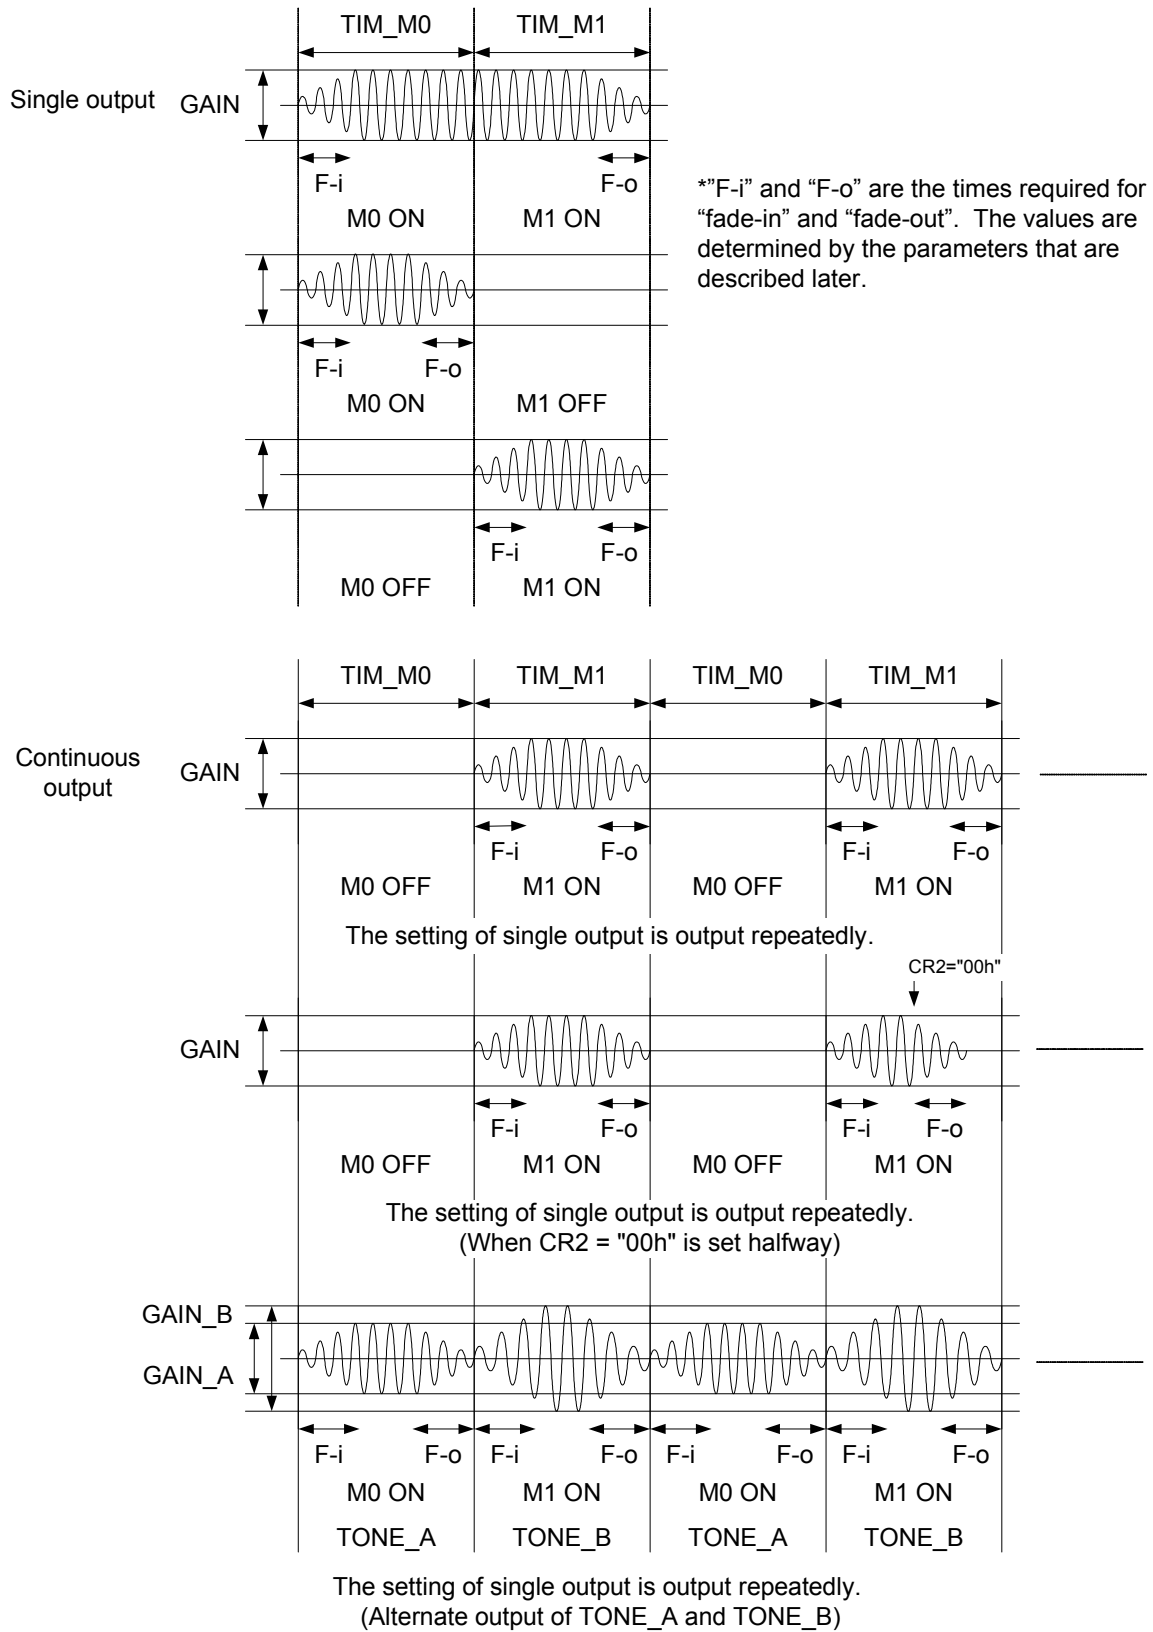 TIM_M0 TIM_M1
Single output GAIN
F-i F-o
M0 ON M1 ON
*”F-i” and “F-o” are the times required for
“fade-in” and “fade-out”. The values are
determined by the parameters that are
described later.
F-i F-o
M0 ON M1 OFF
F-i F-o
M0 OFF M1 ON
TIM_M0 TIM_M1 TIM_M0 TIM_M1
Continuous
output
GAIN
F-i F-o F-i F-o
M0 OFF M1 ON M0 OFF M1 ON
The setting of single output is output repeatedly.
CR2="00h"
GAIN
F-i F-o F-i F-o
M0 OFF M1 ON M0 OFF M1 ON
The setting of single output is output repeatedly.
(When CR2 = "00h" is set halfway)
GAIN_B
GAIN_A
F-i F-o F-i F-o F-i F-o F-i F-o
M0 ON M1 ON M0 ON M1 ON
TONE_A TONE_B TONE_A TONE_B
The setting of single output is output repeatedly.
(Alternate output of TONE_A and TONE_B)